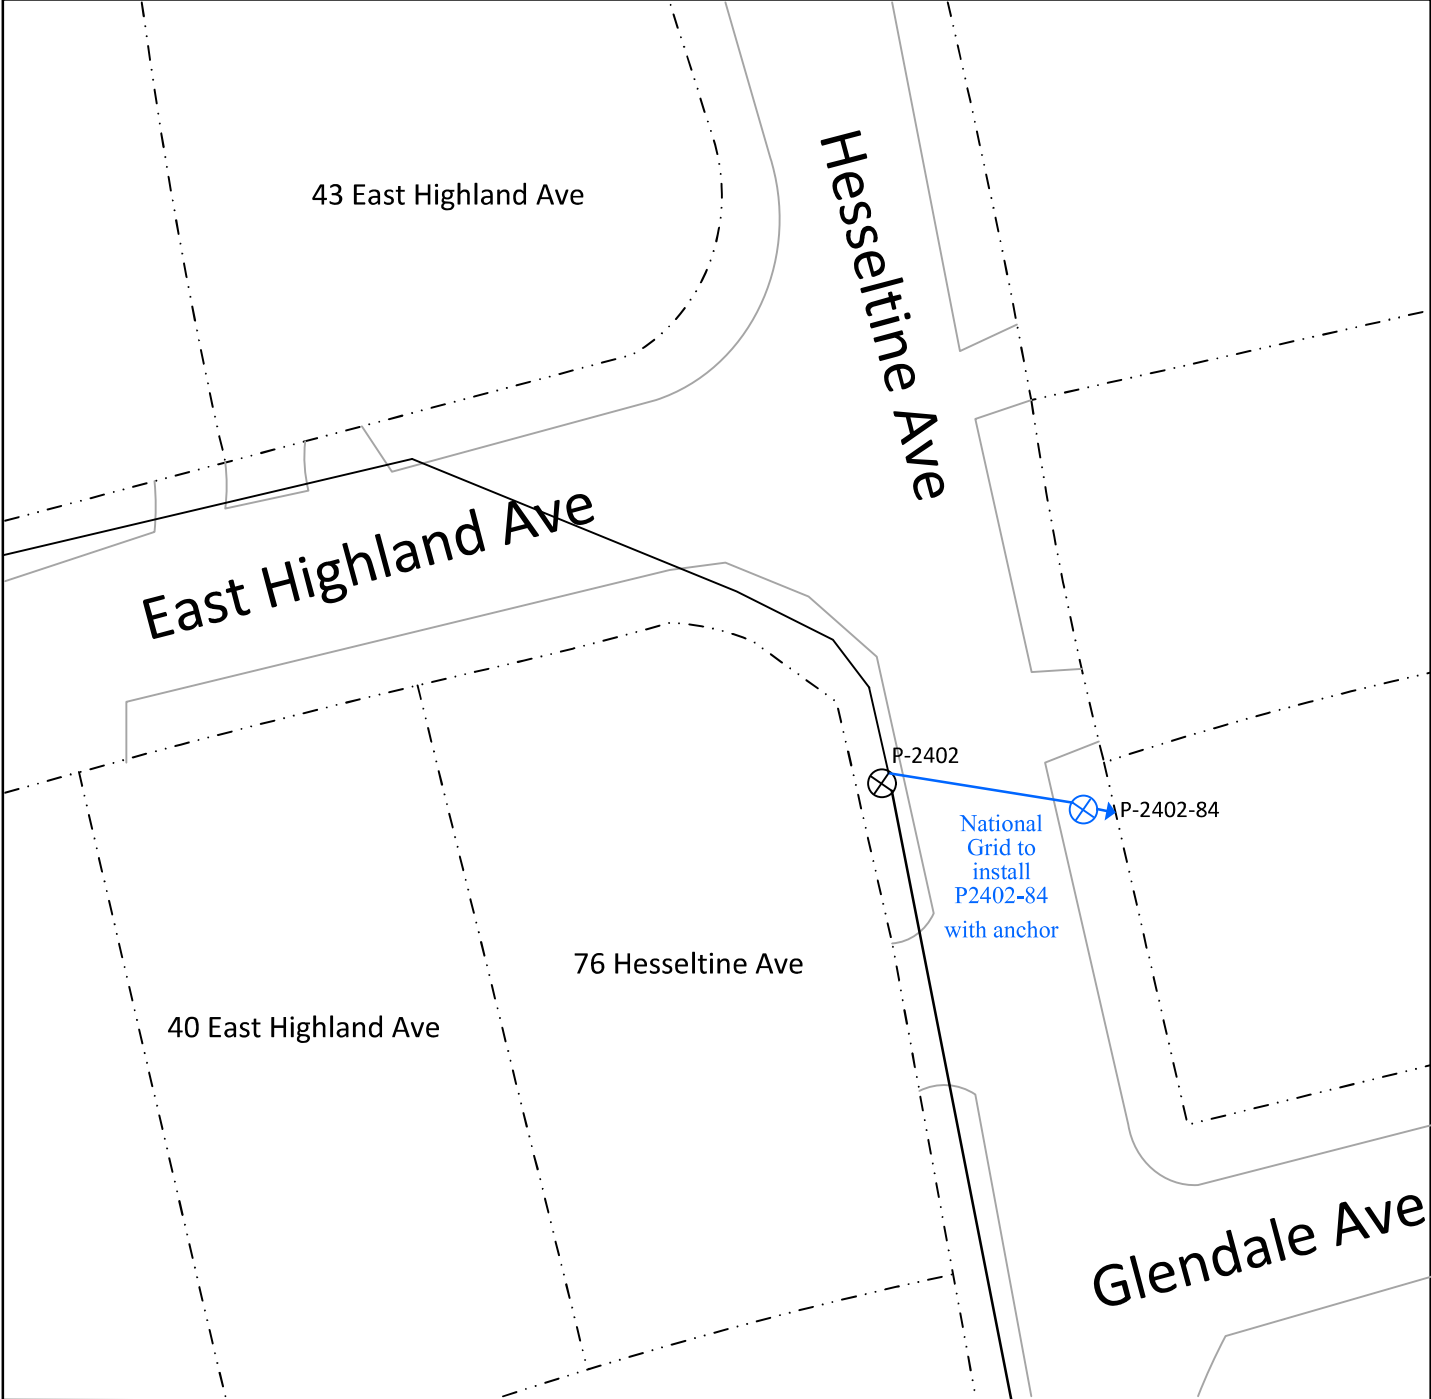 43 East Highland Ave
Hesseltine Ave
East Highland Ave
P-2402
P-2402-84
National
Grid to
install
P2402-84
with anchor
76 Hesseltine Ave
40 East Highland Ave
Glendale Ave